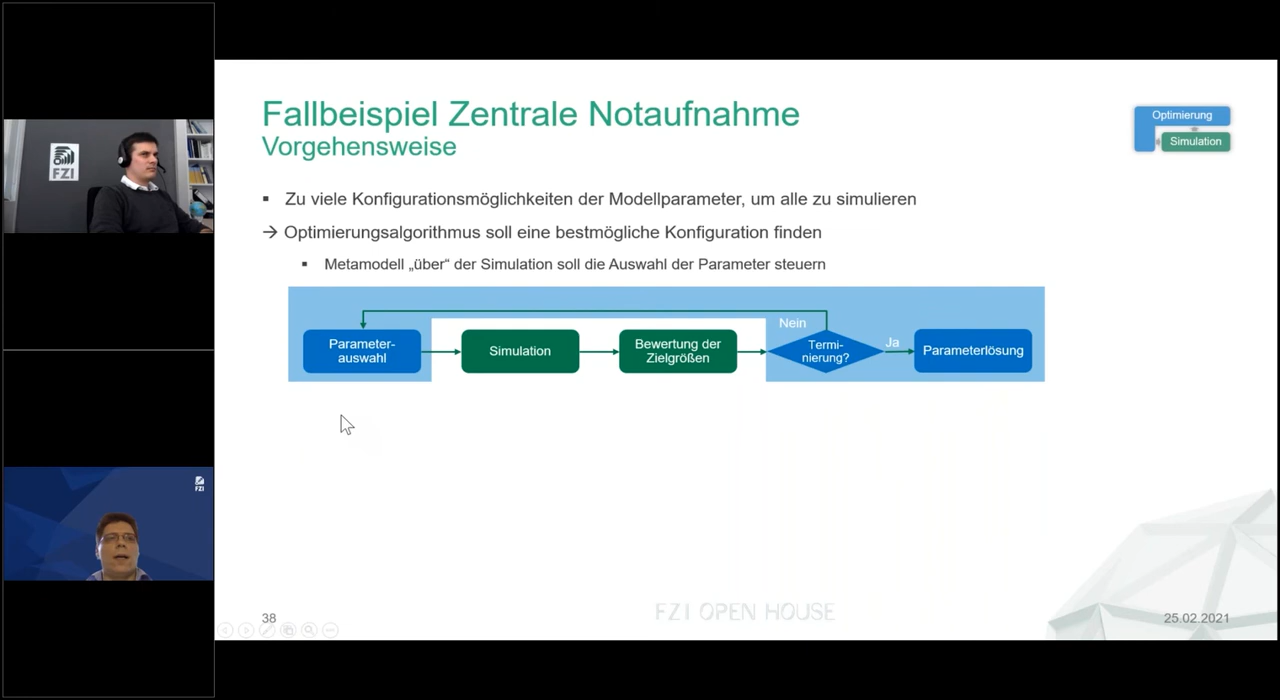 FZI
FZI
Fallbeispiel Zentrale Notaufnahme
Vorgehensweise
Optimierung
Simulation
▪ Zu viele Konfigurationsmöglichkeiten der Modellparameter, um alle zu simulieren
→ Optimierungsalgorithmus soll eine bestmögliche Konfiguration finden
▪ Metamodell „über“ der Simulation soll die Auswahl der Parameter steuern
Parameter-
auswahl
Simulation
Bewertung der
Zielgrößen
Nein
Termi-
nierung?
Ja
Parameterlösung
38
FZI OPEN HOUSE
25.02.2021